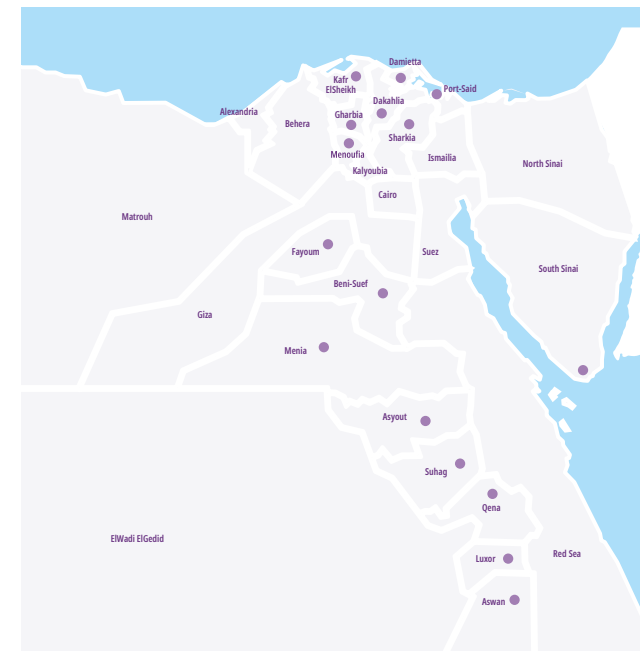 Damietta
Kafr
ElSheikh
Port-Said
Dakahlia
Alexandria
Gharbia
Behera
Sharkia
Menoufia
Ismailia
North Sinai
Kalyoubia
Cairo
Matrouh
Fayoum
Suez
South Sinai
Beni-Suef
Giza
Menia
Asyout
Suhag
Qena
ElWadi ElGedid
Red Sea
Luxor
Aswan